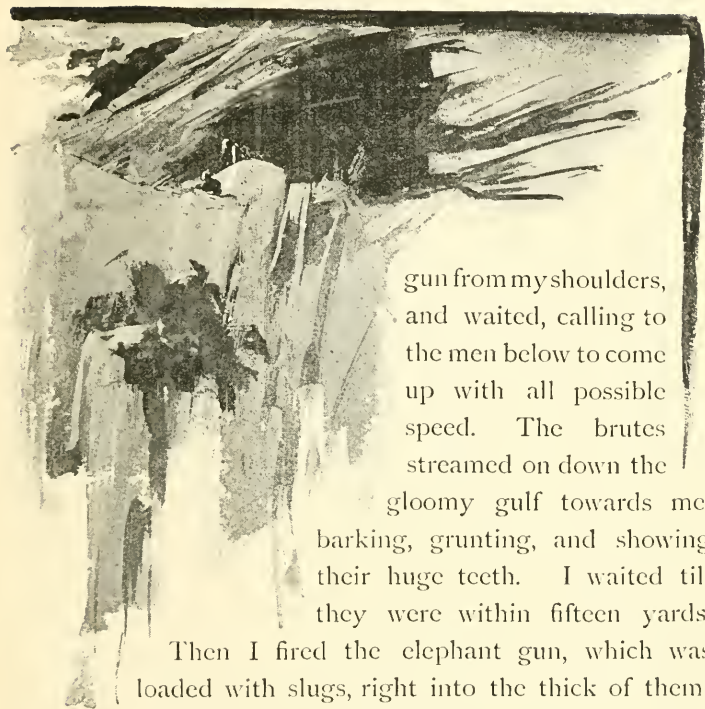 gun from my shoulders,
and waited, calling to
the men below to come
up with all possible
speed. The brutes
streamed on down the
gloomy gulf towards me
barking, grunting, and showing
their huge teeth. I waited til
they were within fifteen yards
Then I fired the elephant gun, which was
loaded with slugs, right into the thick of them